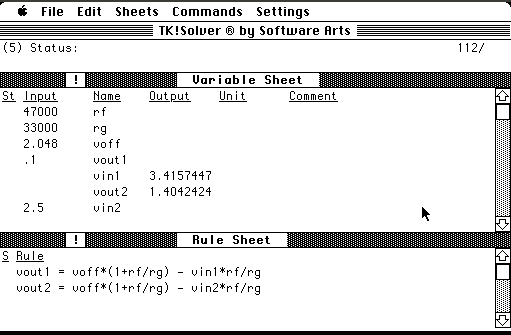 File Edit Sheets Commands Settings
TK!Solver ® by Software Arts
(5) Status: 112/
! Variable Sheet
St Input Name Output Unit Comment
47000 rf
33000 rg
2.048 voff
.1 vout1
vin1 3.4157447
vout2 1.4042424
2.5 vin2
! Rule Sheet
S Rule
vout1 = voff*(1+rf/rg) - vin1*rf/rg
vout2 = voff*(1+rf/rg) - vin2*rf/rg